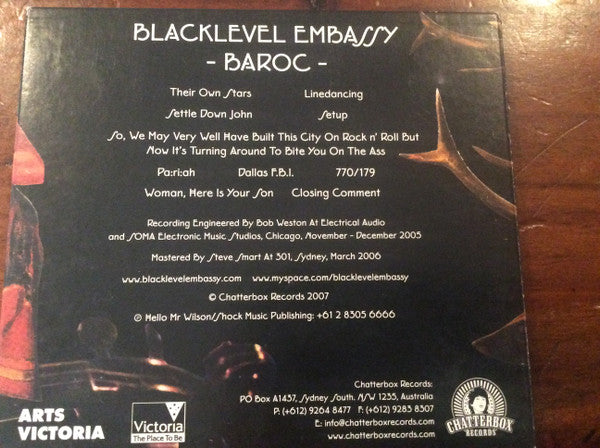 BLACKLEVEL EMBASSY
- BAROC -
Their Own Stars Linedancing
Settle Down John Setup
So, We May Very Well Have Built This City On Rock n' Roll But
Now It's Turning Around To Bite You On The Ass
Pa:ri:ah Dallas F.B.I. 770/179
Woman, Here Is Your Son Closing Comment
Recording Engineered By Bob Weston At Electrical Audio
and SOMA Electronic Music Studios, Chicago, November - December 2005
Mastered By Steve Smart At 301, Sydney, March 2006
www.blacklevelembassy.com www.myspace.com/blacklevelembassy
© Chatterbox Records 2007
℗ Hello Mr Wilson/Shock Music Publishing: +61 2 8305 6666
Chatterbox Records:
PO Box A1437, Sydney South. NSW 1235, Australia
P: (+612) 9264 8477 F: (+612) 9283 8307
E: info@chatterboxrecords.com
www.chatterboxrecords.com
ARTS
VICTORIA
Victoria
The Place To Be
CHATTERBOX
RECORDS